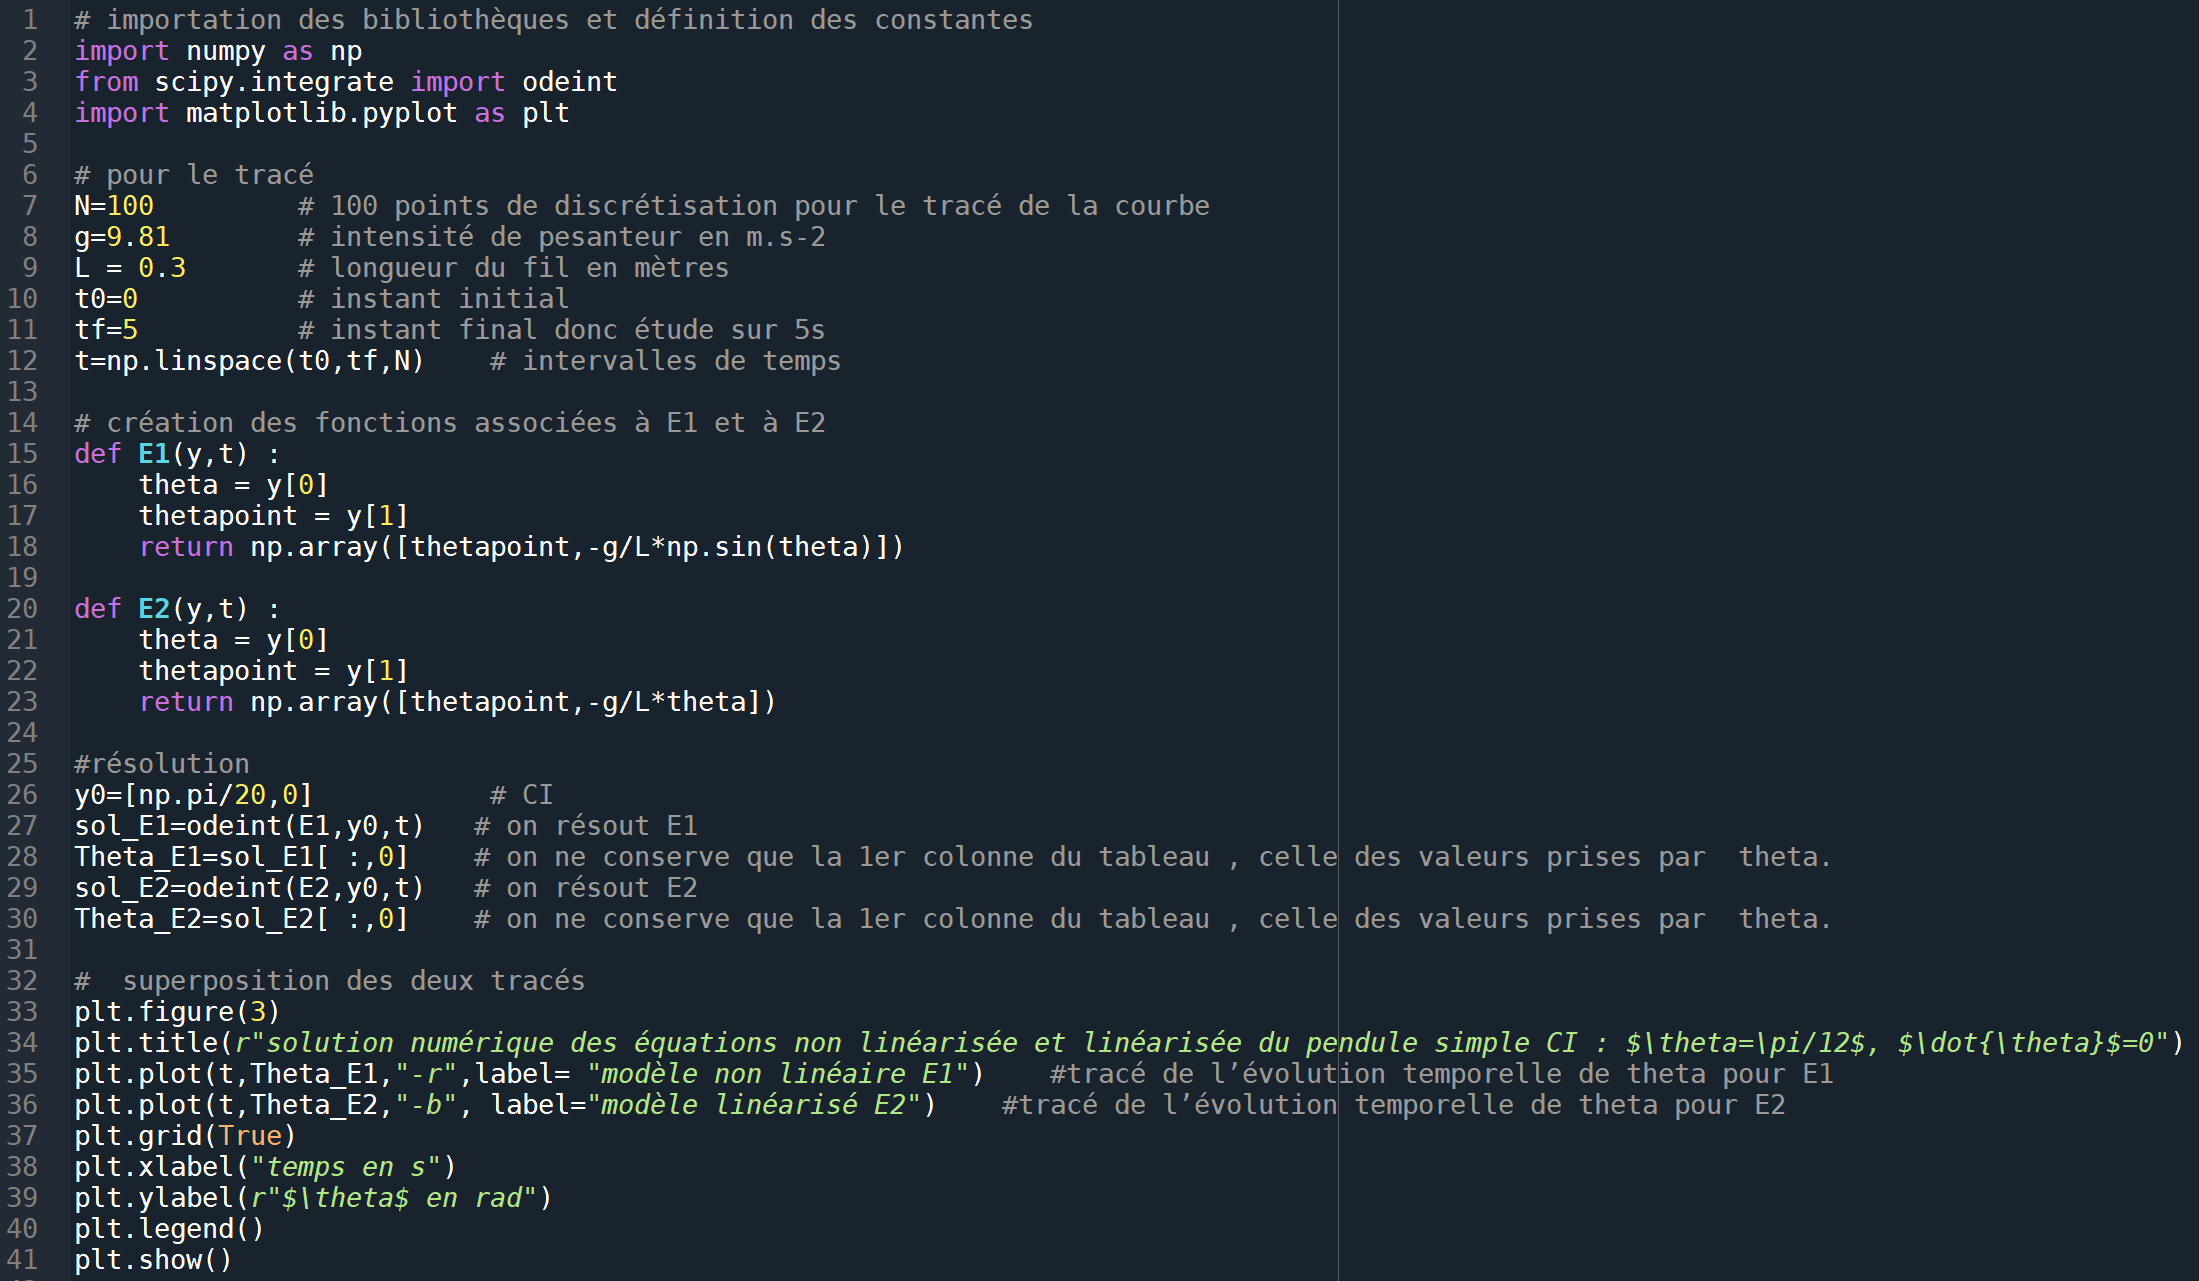 1 # importation des bibliothèques et définition des constantes
2 import numpy as np
3 from scipy.integrate import odeint
4 import matplotlib.pyplot as plt
5
6 # pour le tracé
7 N=100         # 100 points de discrétisation pour le tracé de la courbe
8 g=9.81        # intensité de pesanteur en m.s-2
9 L = 0.3       # longueur du fil en mètres
10 t0=0          # instant initial
11 tf=5          # instant final donc étude sur 5s
12 t=np.linspace(t0,tf,N)    # intervalles de temps
13
14 # création des fonctions associées à E1 et à E2
15 def E1(y,t) :
16     theta = y[0]
17     thetapoint = y[1]
18     return np.array([thetapoint,-g/L*np.sin(theta)])
19
20 def E2(y,t) :
21     theta = y[0]
22     thetapoint = y[1]
23     return np.array([thetapoint,-g/L*theta])
24
25 #résolution
26 y0=[np.pi/20,0]           # CI
27 sol_E1=odeint(E1,y0,t)   # on résout E1
28 Theta_E1=sol_E1[ :,0]    # on ne conserve que la 1er colonne du tableau , celle des valeurs prises par  theta.
29 sol_E2=odeint(E2,y0,t)   # on résout E2
30 Theta_E2=sol_E2[ :,0]    # on ne conserve que la 1er colonne du tableau , celle des valeurs prises par  theta.
31
32 #  superposition des deux tracés
33 plt.figure(3)
34 plt.title(r"solution numérique des équations non linéarisée et linéarisée du pendule simple CI : $\theta=\pi/12$, $\dot{\theta}$=0")
35 plt.plot(t,Theta_E1,"-r",label= "modèle non linéaire E1")    #tracé de l’évolution temporelle de theta pour E1
36 plt.plot(t,Theta_E2,"-b", label="modèle linéarisé E2")    #tracé de l’évolution temporelle de theta pour E2
37 plt.grid(True)
38 plt.xlabel("temps en s")
39 plt.ylabel(r"$\theta$ en rad")
40 plt.legend()
41 plt.show()